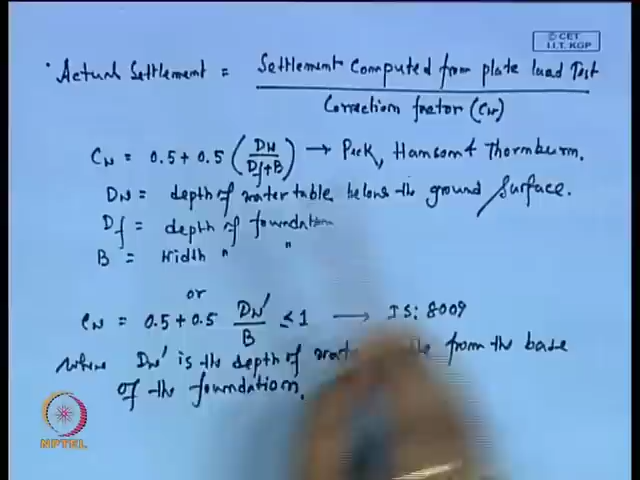 © CET
I.I.T. KGP
• Actual Settlement = Settlement Computed from plate load Test
Correction factor (Cw)
Cw = 0.5 + 0.5 (Dw / Df+B) → Peck, Hanson & Thornburn.
Dw = depth of water table below the ground surface.
Df = depth of foundation
B = Width " "
or
Cw = 0.5 + 0.5 Dw' / B ≤ 1 → IS: 8009
where Dw' is the depth of from the base
of the foundation.
NPTEL